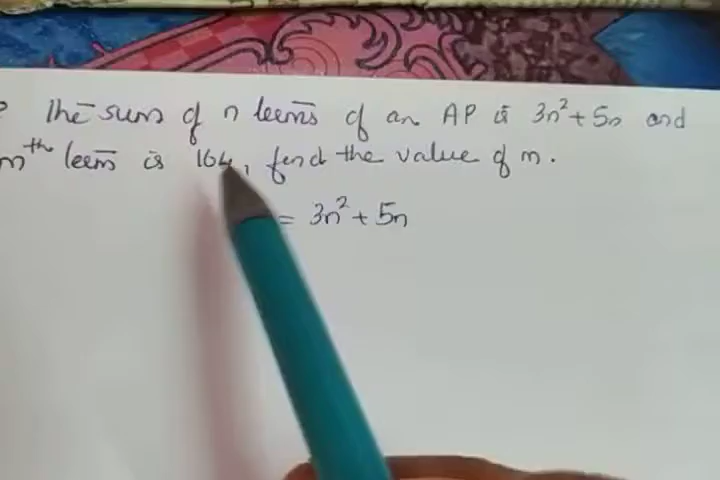 The sum of n terms of an AP is 3n²+5n and
mth term is 164, find the value of m.
= 3n²+5n